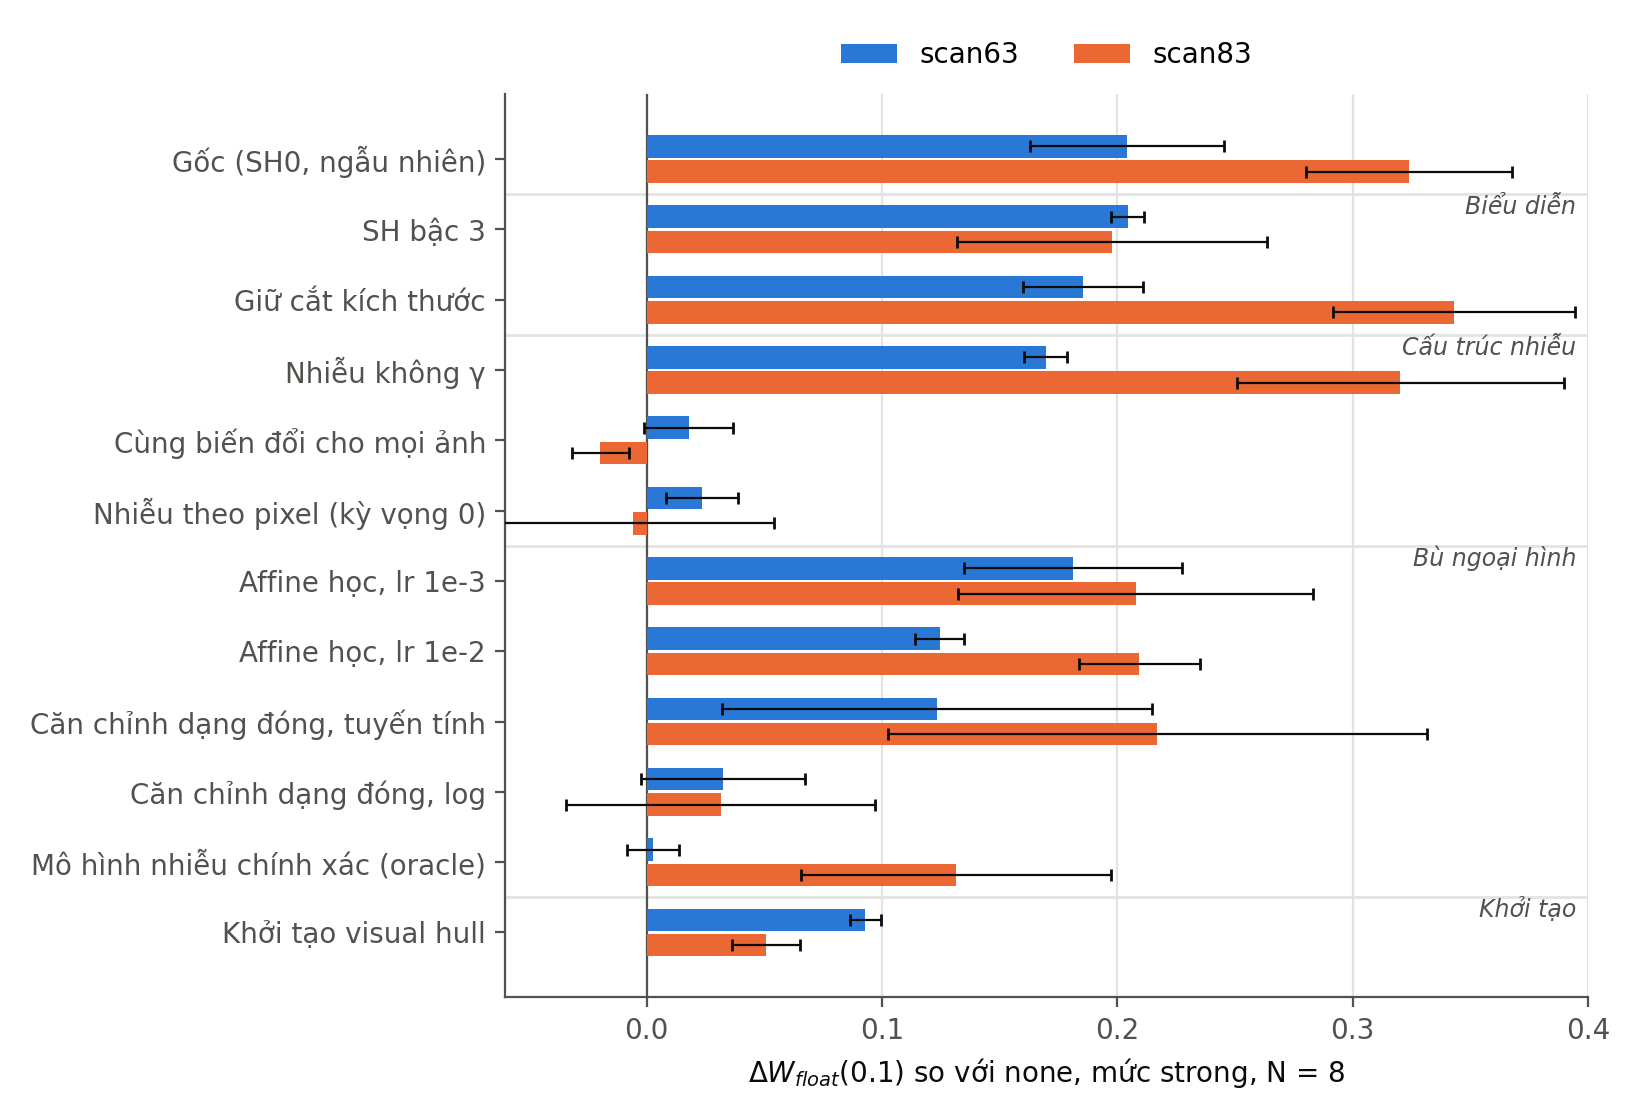 scan63 scan83
Gốc (SH0, ngẫu nhiên)
Biểu diễn
SH bậc 3
Giữ cắt kích thước
Cấu trúc nhiễu
Nhiễu không γ
Cùng biến đổi cho mọi ảnh
Nhiễu theo pixel (kỳ vọng 0)
Bù ngoại hình
Affine học, lr 1e-3
Affine học, lr 1e-2
Căn chỉnh dạng đóng, tuyến tính
Căn chỉnh dạng đóng, log
Mô hình nhiễu chính xác (oracle)
Khởi tạo
Khởi tạo visual hull
0.0 0.1 0.2 0.3 0.4
ΔW_float(0.1) so với none, mức strong, N = 8